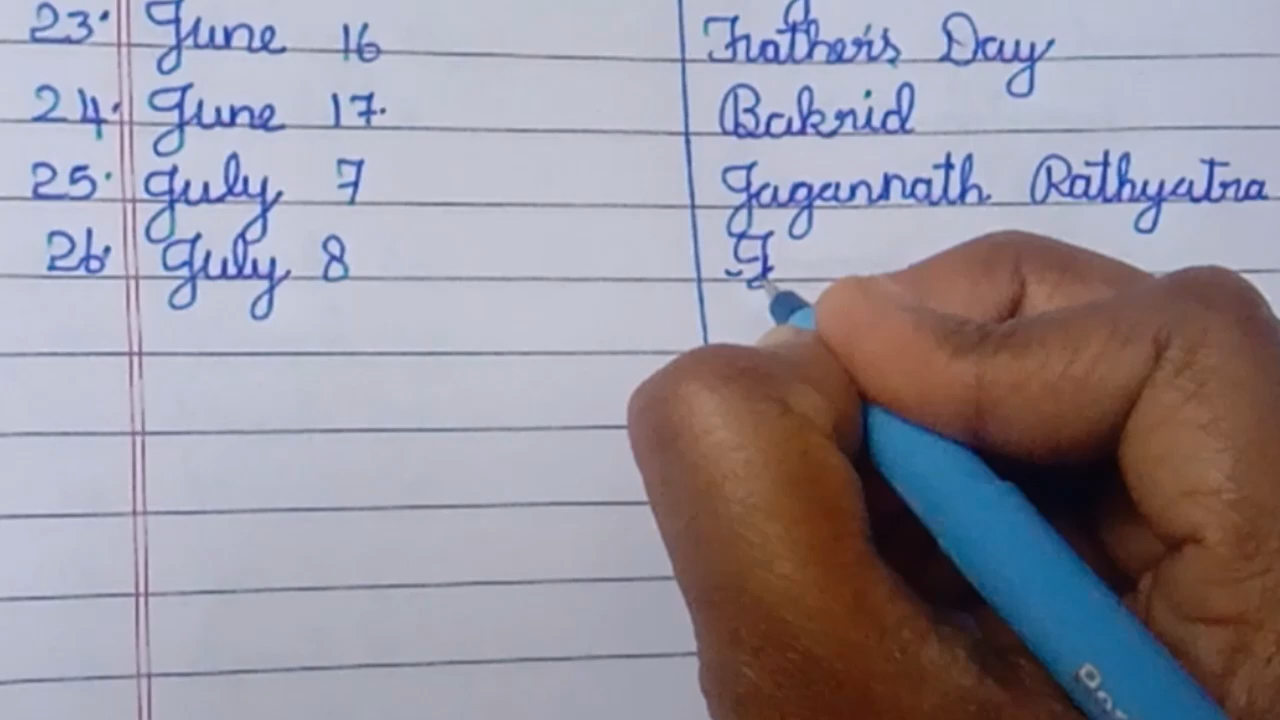 23. June 16 Father's Day
24. June 17. Bakrid
25. July 7 Jagannath Rathyatra
26. July 8